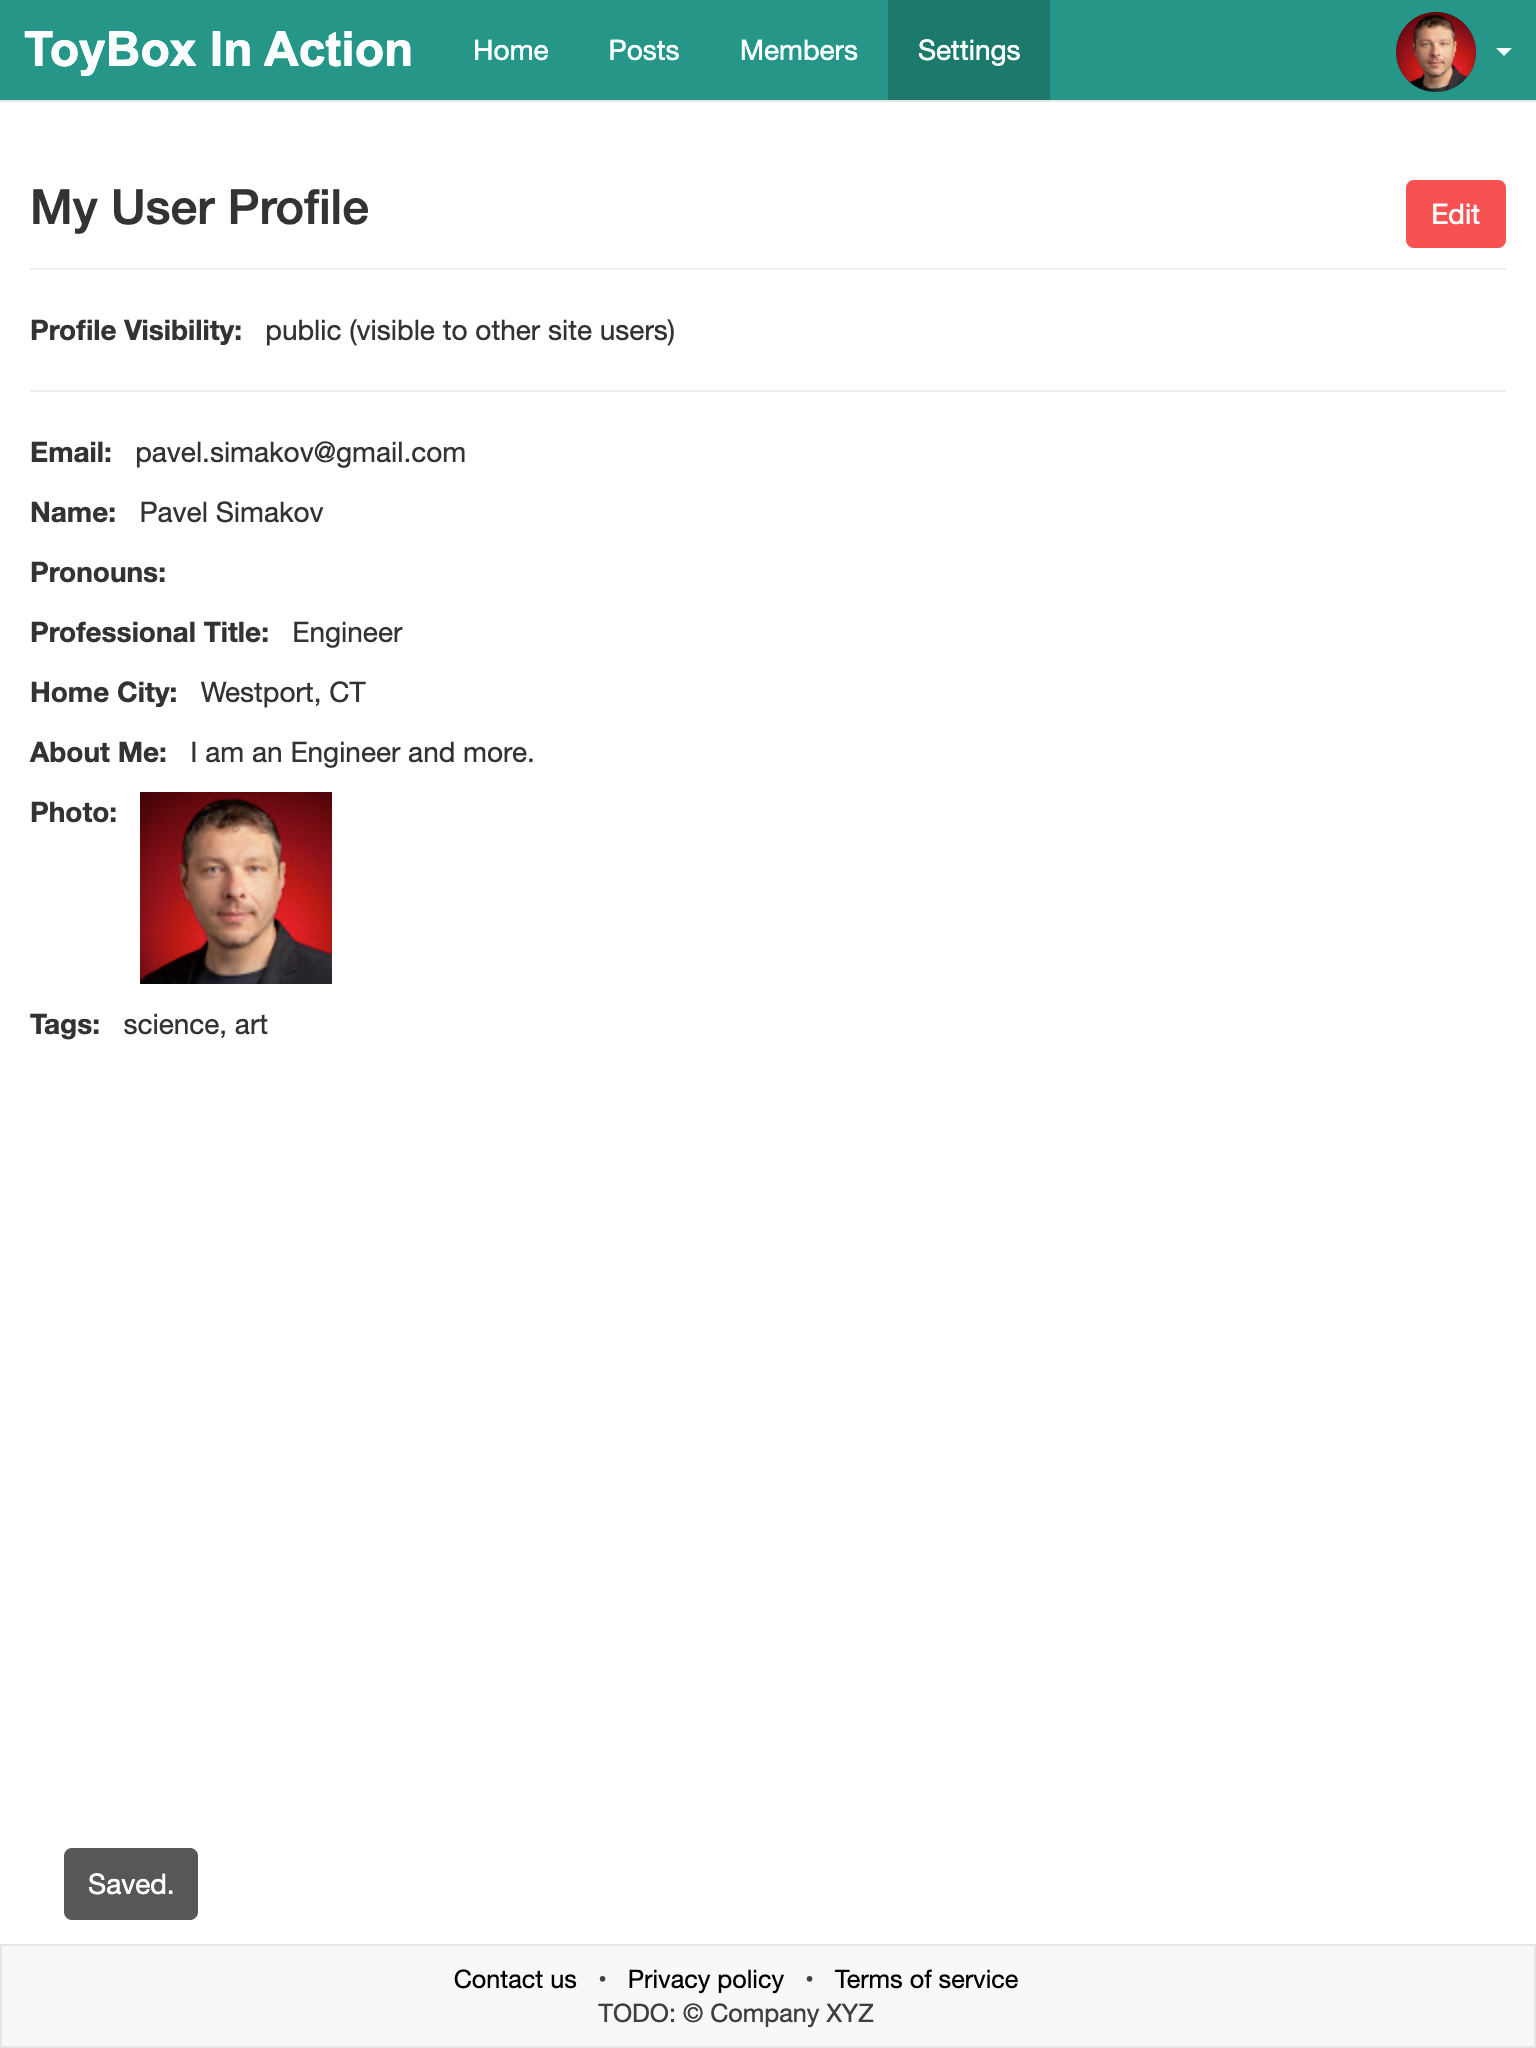 ToyBox In Action Home Posts Members Settings
My User Profile Edit
Profile Visibility: public (visible to other site users)
Email: pavel.simakov@gmail.com
Name: Pavel Simakov
Pronouns:
Professional Title: Engineer
Home City: Westport, CT
About Me: I am an Engineer and more.
Photo:
Tags: science, art
Saved.
Contact us • Privacy policy • Terms of service
TODO: © Company XYZ